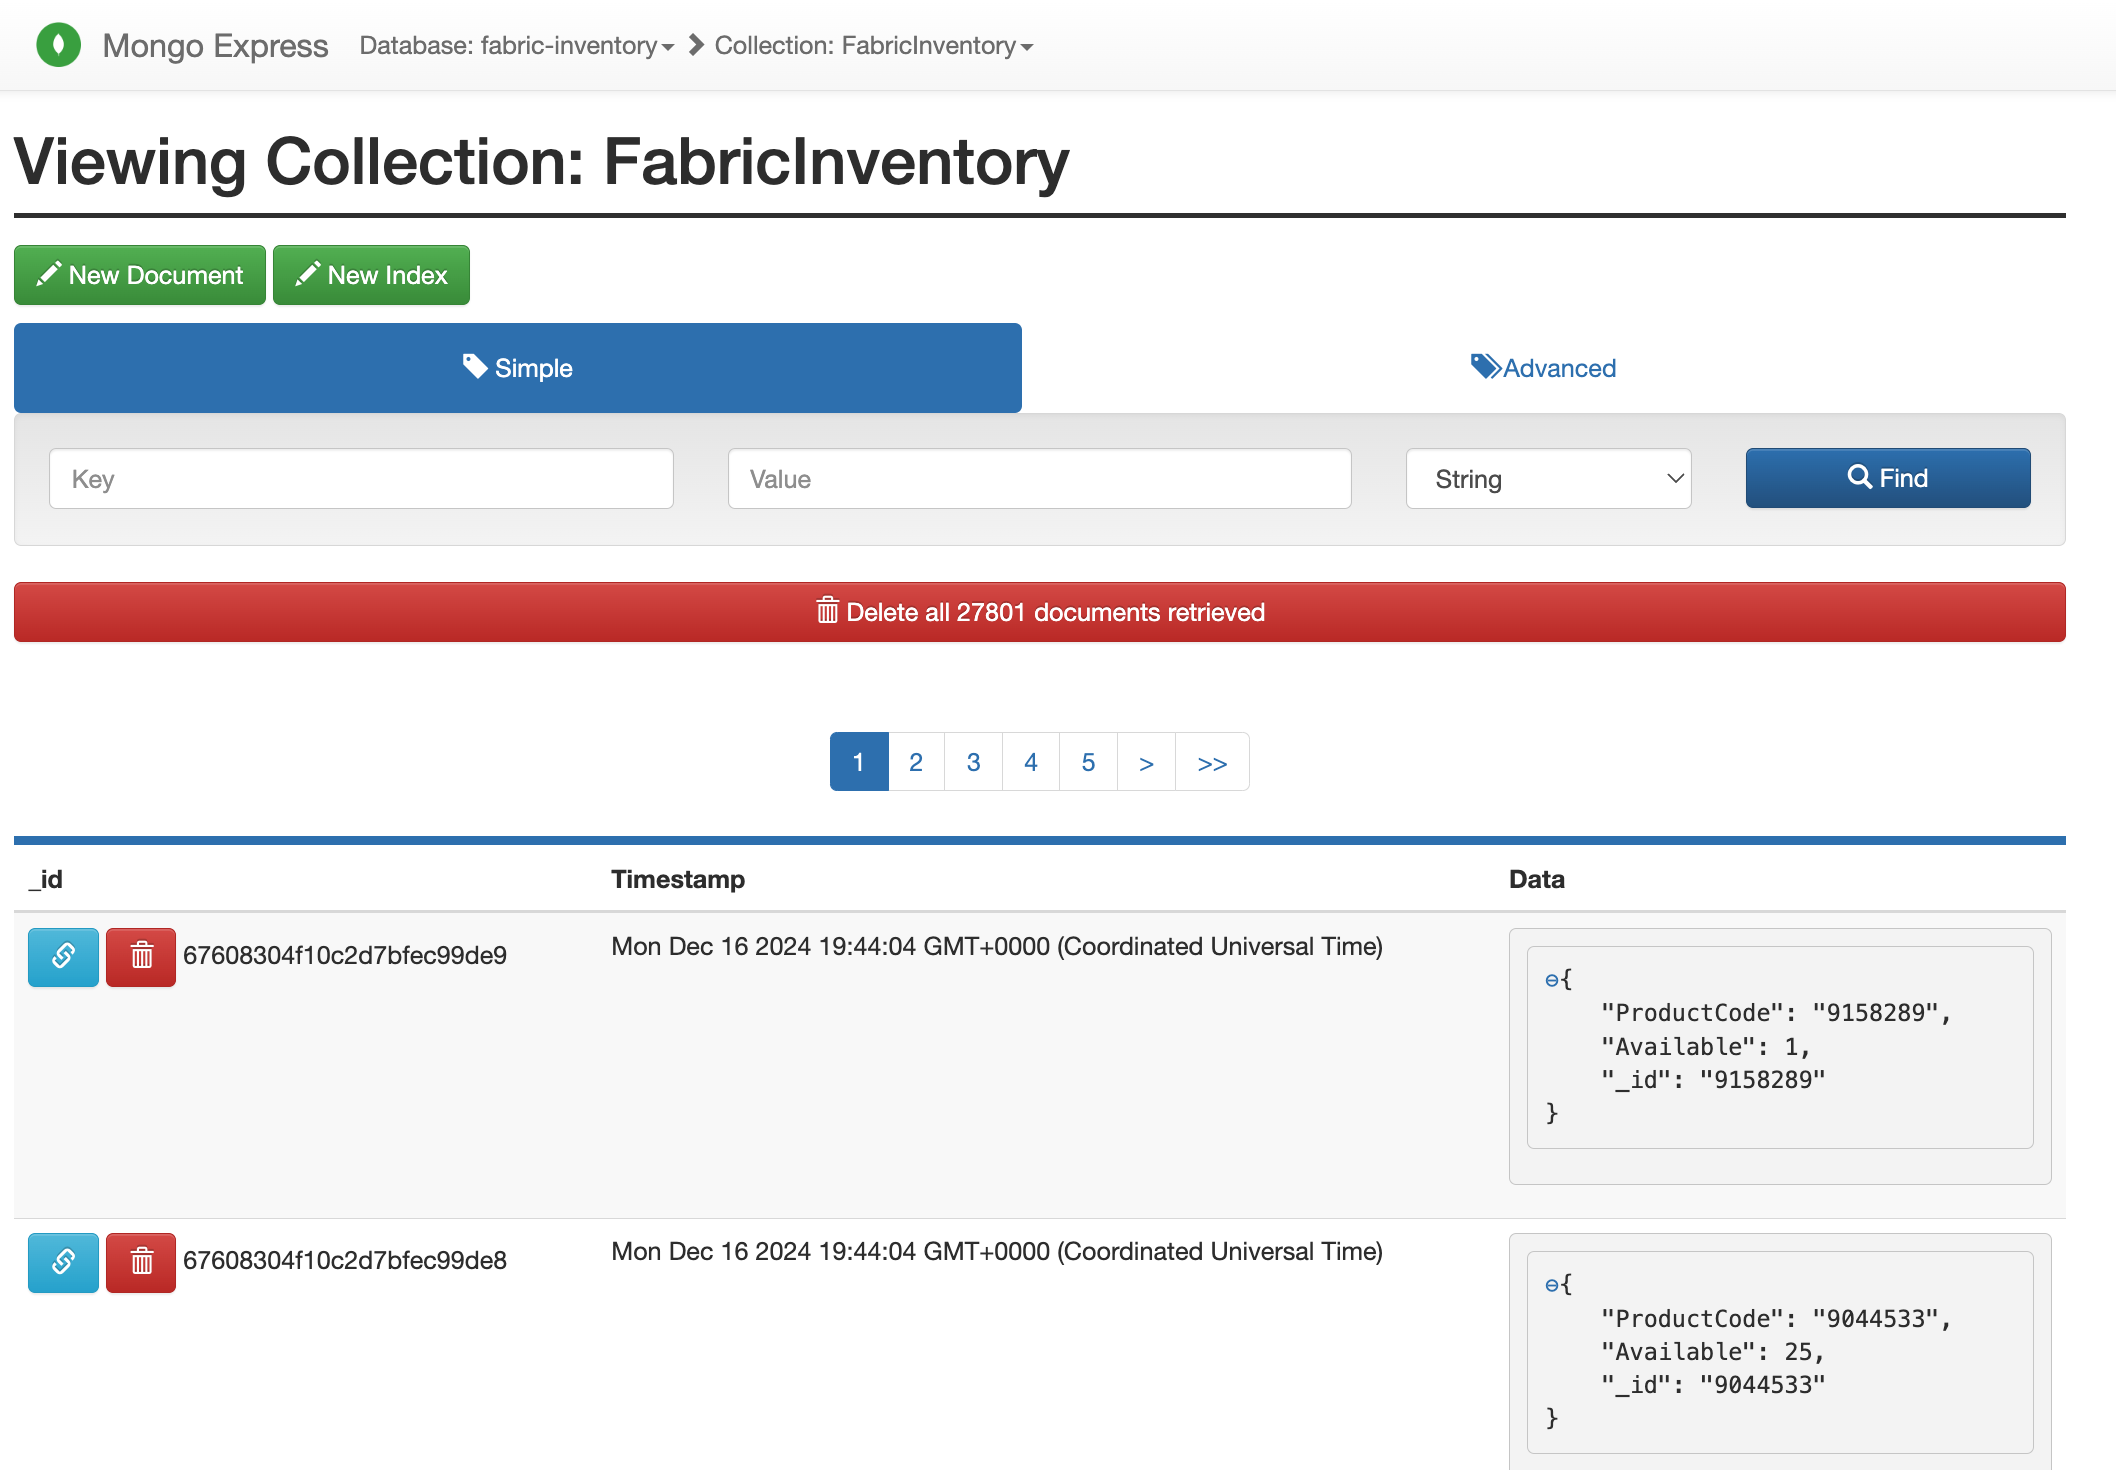 Mongo Express Database: fabric-inventory Collection: FabricInventory
Viewing Collection: FabricInventory
New Document New Index
Simple Advanced
Key Value String Find
Delete all 27801 documents retrieved
1 2 3 4 5 > >>
_id Timestamp Data
67608304f10c2d7bfec99de9 Mon Dec 16 2024 19:44:04 GMT+0000 (Coordinated Universal Time)
{
"ProductCode": "9158289",
"Available": 1,
"_id": "9158289"
}
67608304f10c2d7bfec99de8 Mon Dec 16 2024 19:44:04 GMT+0000 (Coordinated Universal Time)
{
"ProductCode": "9044533",
"Available": 25,
"_id": "9044533"
}